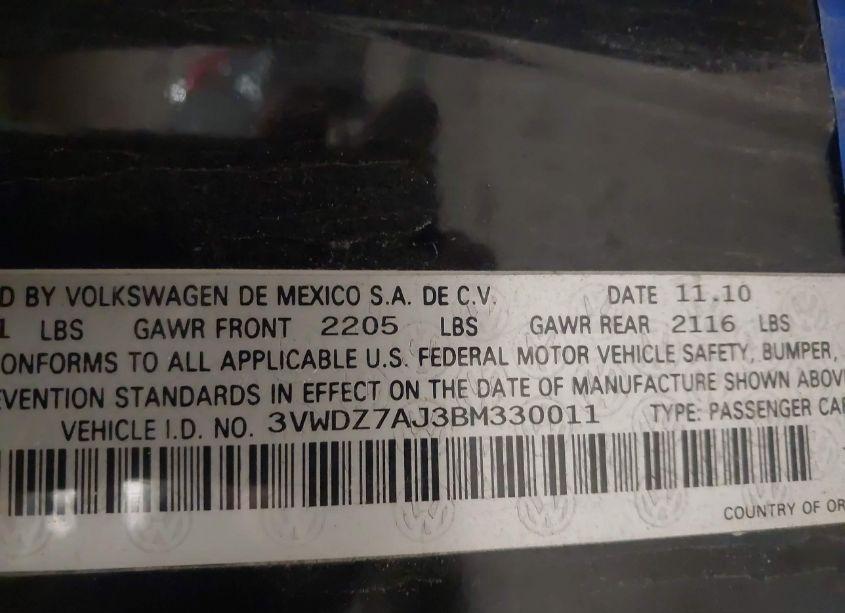 D BY VOLKSWAGEN DE MEXICO S.A. DE C.V. DATE 11.10
1 LBS GAWR FRONT 2205 LBS GAWR REAR 2116 LBS
ONFORMS TO ALL APPLICABLE U.S. FEDERAL MOTOR VEHICLE SAFETY, BUMPER,
EVENTION STANDARDS IN EFFECT ON THE DATE OF MANUFACTURE SHOWN ABOVE
VEHICLE I.D. NO. 3VWDZ7AJ3BM330011 TYPE: PASSENGER CAR
COUNTRY OF OR